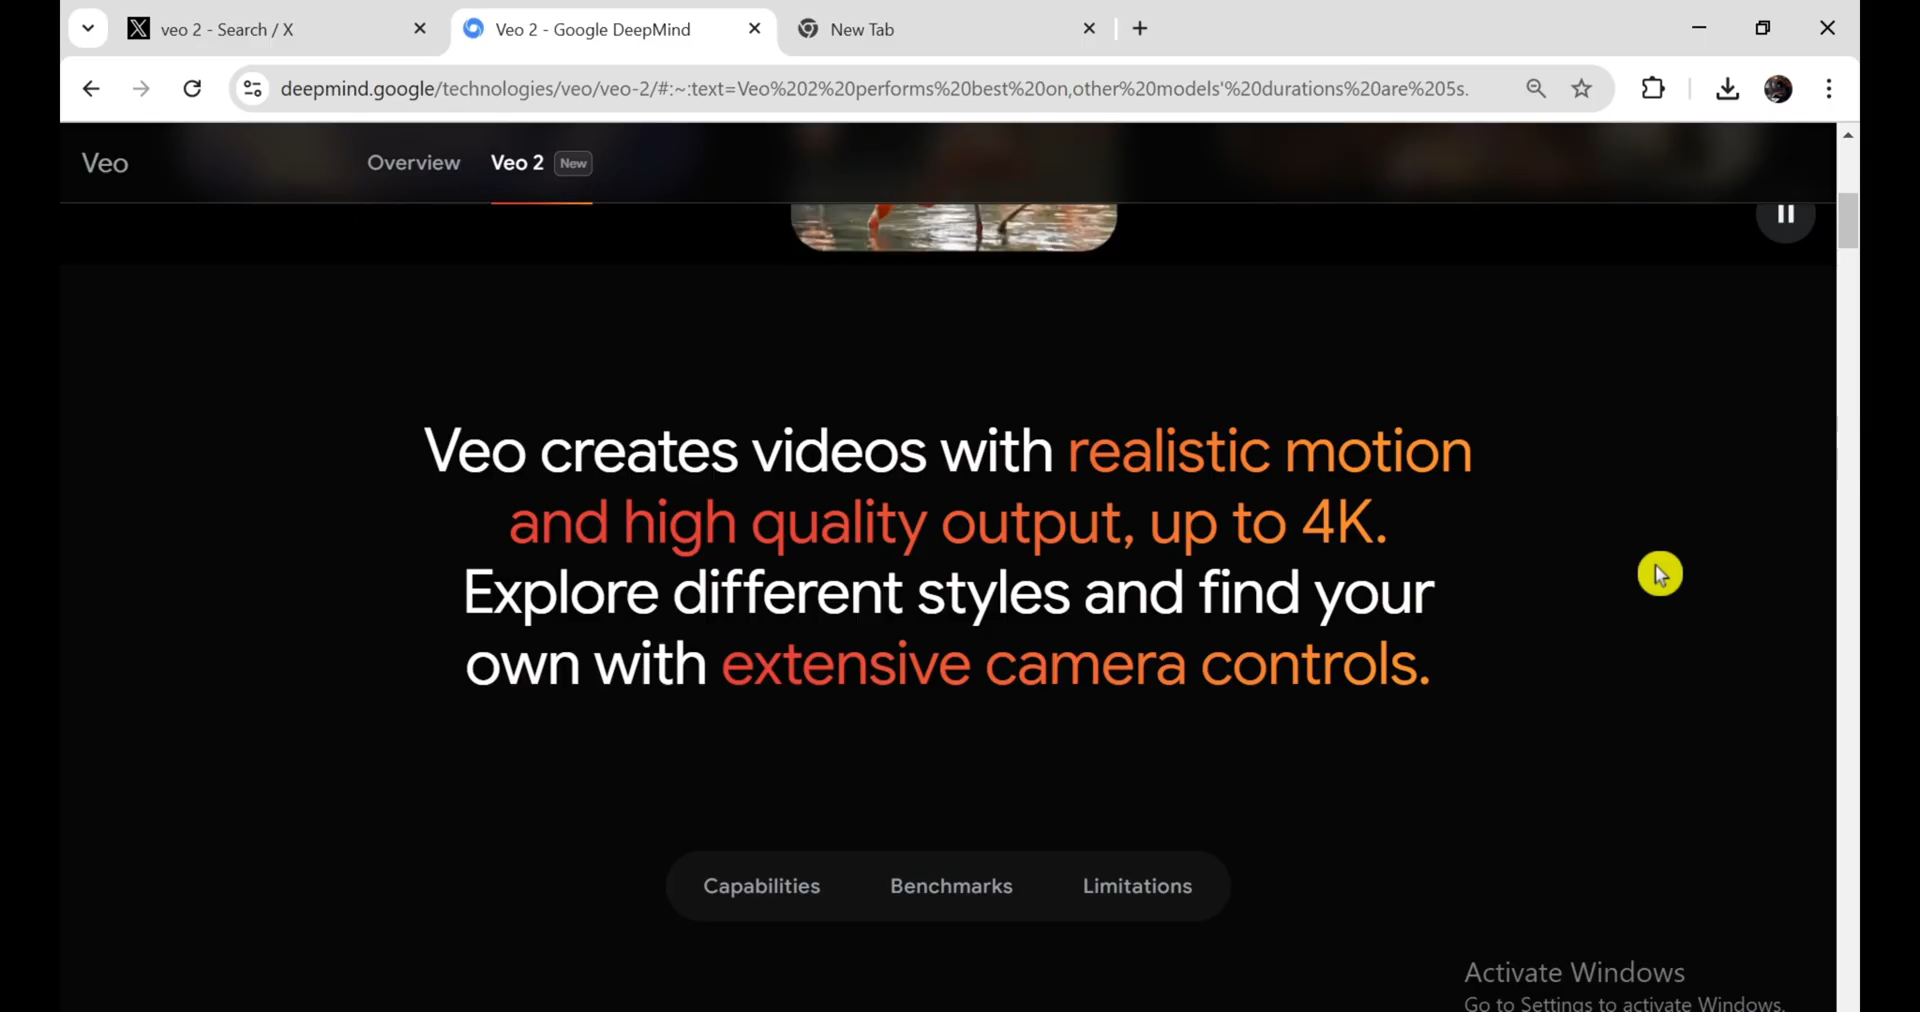 veo 2 - Search / X
Veo 2 - Google DeepMind
New Tab
deepmind.google/technologies/veo/veo-2/#:~:text=Veo%202%20performs%20best%20on,other%20models'%20durations%20are%205s.
Veo
Overview
Veo 2
New
Veo creates videos with realistic motion
and high quality output, up to 4K.
Explore different styles and find your
own with extensive camera controls.
Capabilities
Benchmarks
Limitations
Activate Windows
Go to Settings to activate Windows.